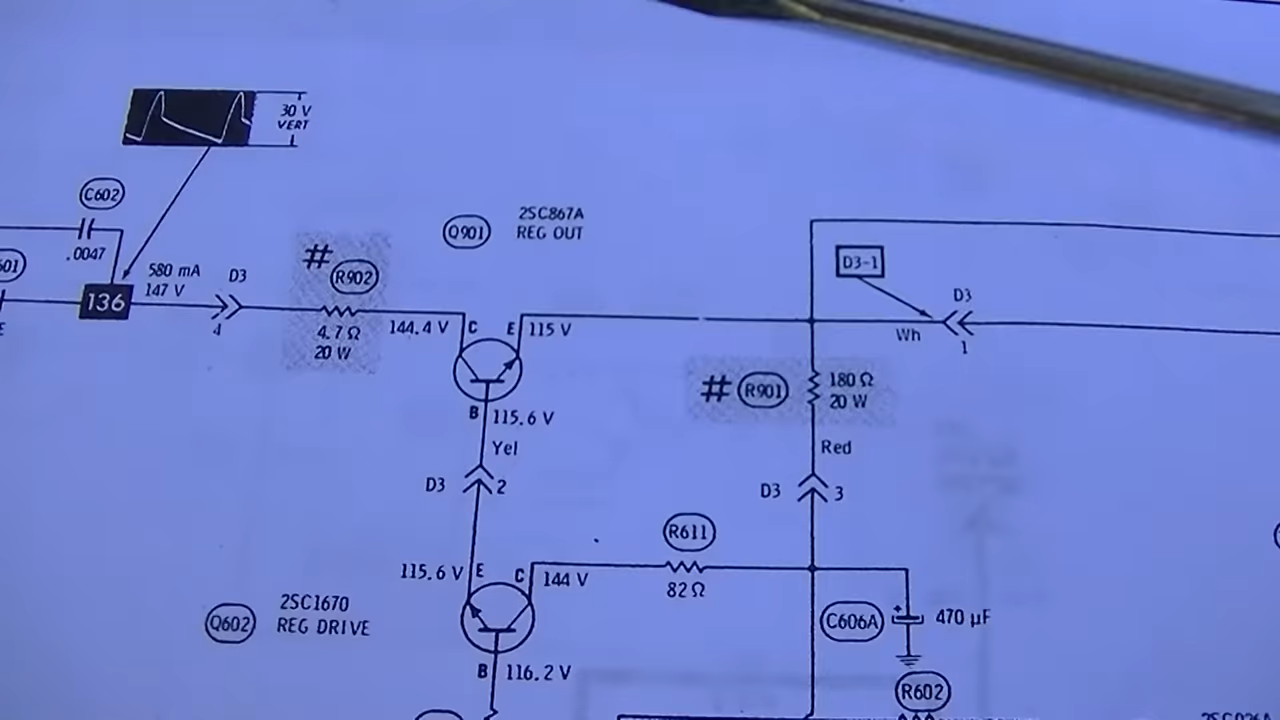 30 V
VERT
C602
.0047
580 mA
147 V
136
D3
4
#
R902
4.7 Ω
20 W
144.4 V
Q901
2SC867A
REG OUT
C
E
115 V
B
115.6 V
Yel
D3
2
D3-1
D3
Wh
1
#
R901
180 Ω
20 W
Red
D3
3
R611
82 Ω
115.6 V
E
C
144 V
Q602
2SC1670
REG DRIVE
B
116.2 V
C606A
+
470 µF
R602